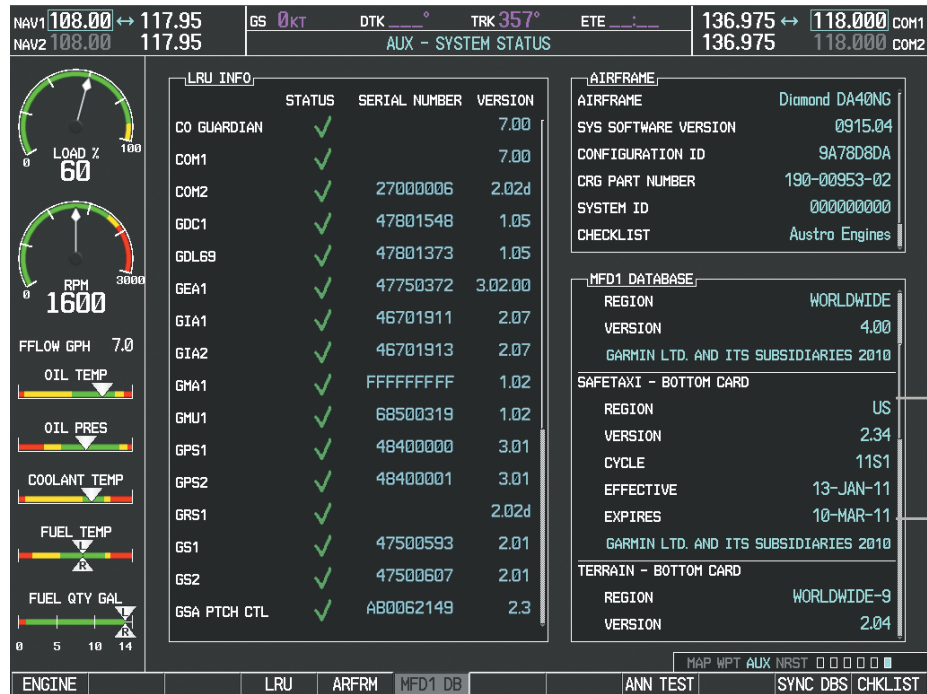 NAV1 108.00 ↔ 117.95 GS 0KT DTK ___° TRK 357° ETE __:__ 136.975 ↔ 118.000 COM1
NAV2 108.00 117.95 AUX - SYSTEM STATUS 136.975 118.000 COM2
0 LOAD % 100
60
0 RPM 3000
1600
FFLOW GPH 7.0
OIL TEMP
OIL PRES
COOLANT TEMP
FUEL TEMP
L
R
FUEL QTY GAL
L
R
0 5 10 14
LRU INFO
STATUS SERIAL NUMBER VERSION
CO GUARDIAN ✓ 7.00
COM1 ✓ 7.00
COM2 ✓ 27000006 2.02d
GDC1 ✓ 47801548 1.05
GDL69 ✓ 47801373 1.05
GEA1 ✓ 47750372 3.02.00
GIA1 ✓ 46701911 2.07
GIA2 ✓ 46701913 2.07
GMA1 ✓ FFFFFFFFF 1.02
GMU1 ✓ 68500319 1.02
GPS1 ✓ 48400000 3.01
GPS2 ✓ 48400001 3.01
GRS1 ✓ 2.02d
GS1 ✓ 47500593 2.01
GS2 ✓ 47500607 2.01
GSA PTCH CTL ✓ AB0062149 2.3
AIRFRAME
AIRFRAME Diamond DA40NG
SYS SOFTWARE VERSION 0915.04
CONFIGURATION ID 9A78D8DA
CRG PART NUMBER 190-00953-02
SYSTEM ID 000000000
CHECKLIST Austro Engines
MFD1 DATABASE
REGION WORLDWIDE
VERSION 4.00
GARMIN LTD. AND ITS SUBSIDIARIES 2010
SAFETAXI - BOTTOM CARD
REGION US
VERSION 2.34
CYCLE 11S1
EFFECTIVE 13-JAN-11
EXPIRES 10-MAR-11
GARMIN LTD. AND ITS SUBSIDIARIES 2010
TERRAIN - BOTTOM CARD
REGION WORLDWIDE-9
VERSION 2.04
MAP WPT AUX NRST
ENGINE LRU ARFRM MFD1 DB ANN TEST SYNC DBS CHKLIST